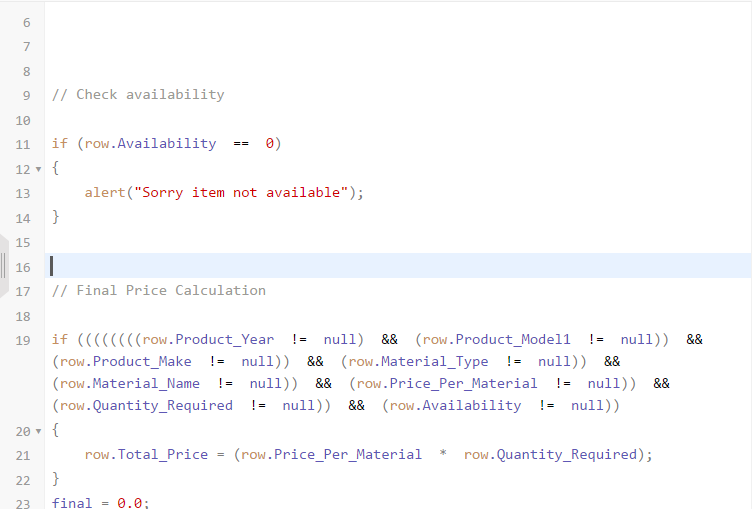 6
7
8
9 // Check availability
10
11 if (row.Availability == 0)
12 {
13 alert("Sorry item not available");
14 }
15
16
17 // Final Price Calculation
18
19 if ((((((((row.Product_Year != null) && (row.Product_Model1 != null)) &&
(row.Product_Make != null)) && (row.Material_Type != null)) &&
(row.Material_Name != null)) && (row.Price_Per_Material != null)) &&
(row.Quantity_Required != null)) && (row.Availability != null))
20 {
21 row.Total_Price = (row.Price_Per_Material * row.Quantity_Required);
22 }
23 final = 0.0;